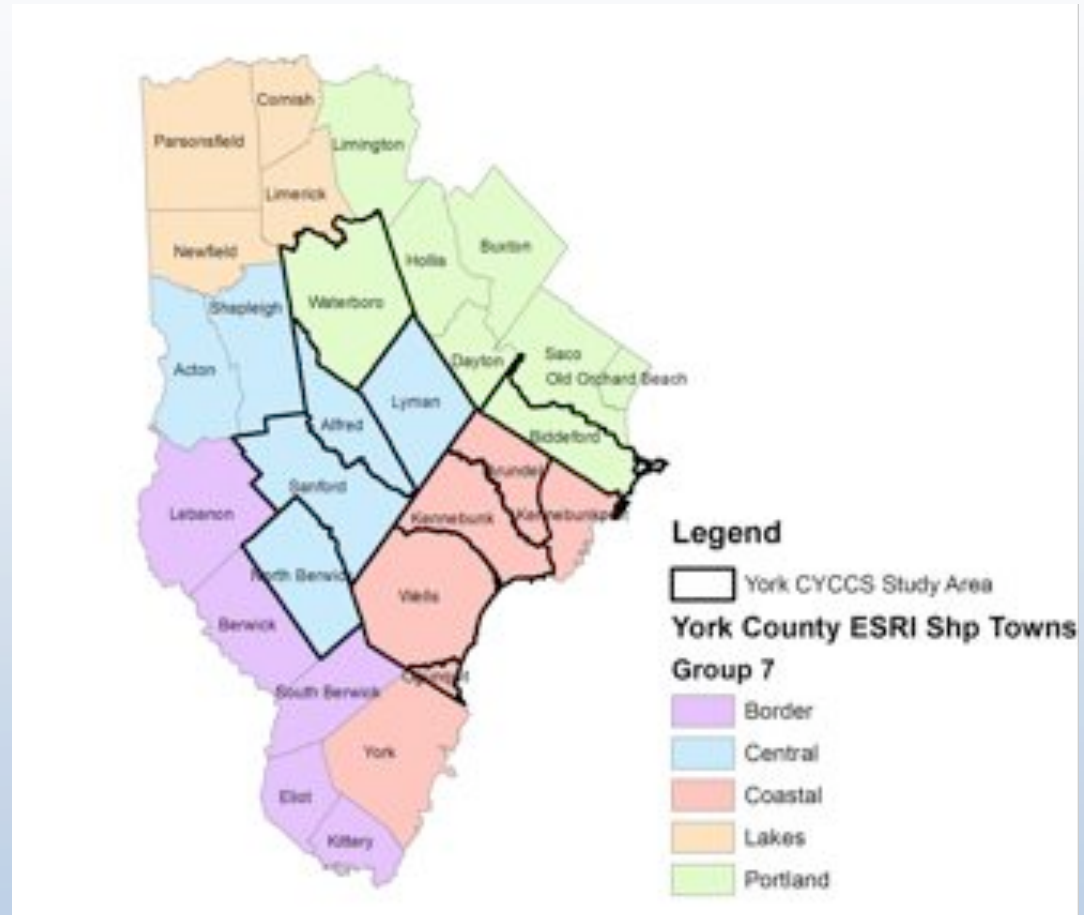 Cornish
Parsonsfield
Limington
Limerick
Newfield
Buxton
Hollis
Shapleigh
Waterboro
Saco
Dayton
Acton
Old Orchard Beach
Lyman
Alfred
Biddeford
Arundel
Sanford
Lebanon
Kennebunk
Kennebunkp
North Berwic
Wells
Berwick
South Berwick
York
Eliot
Kittery
Legend
York CYCCS Study Area
York County ESRI Shp Towns
Group 7
Border
Central
Coastal
Lakes
Portland